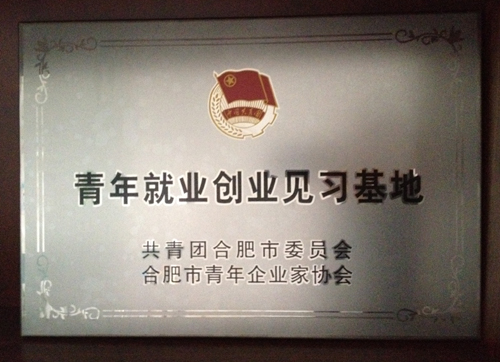 青年就业创业见习基地
共青团合肥市委员会
合肥市青年企业家协会